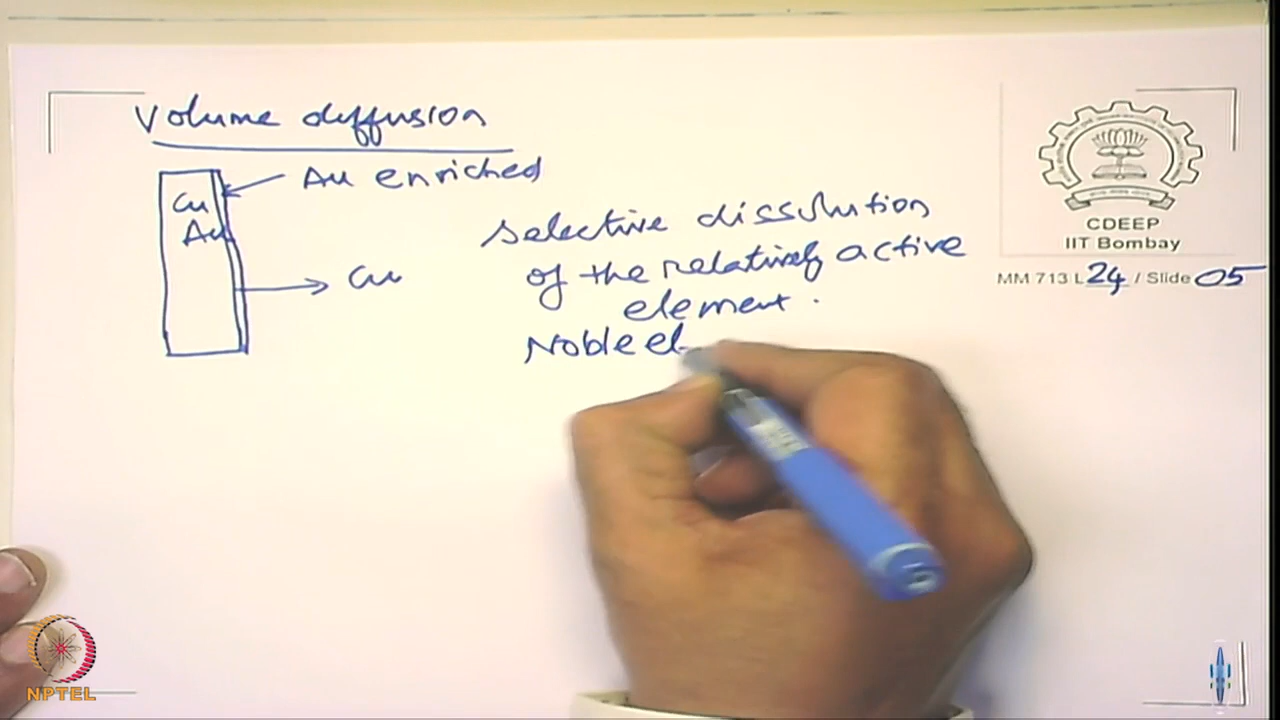 Volume diffusion
Au enriched
Cu
Au
Cu
selective dissolution
of the relatively active
element.
Noble el
CDEEP
IIT Bombay
MM 713 L 24 / Slide 05
NPTEL